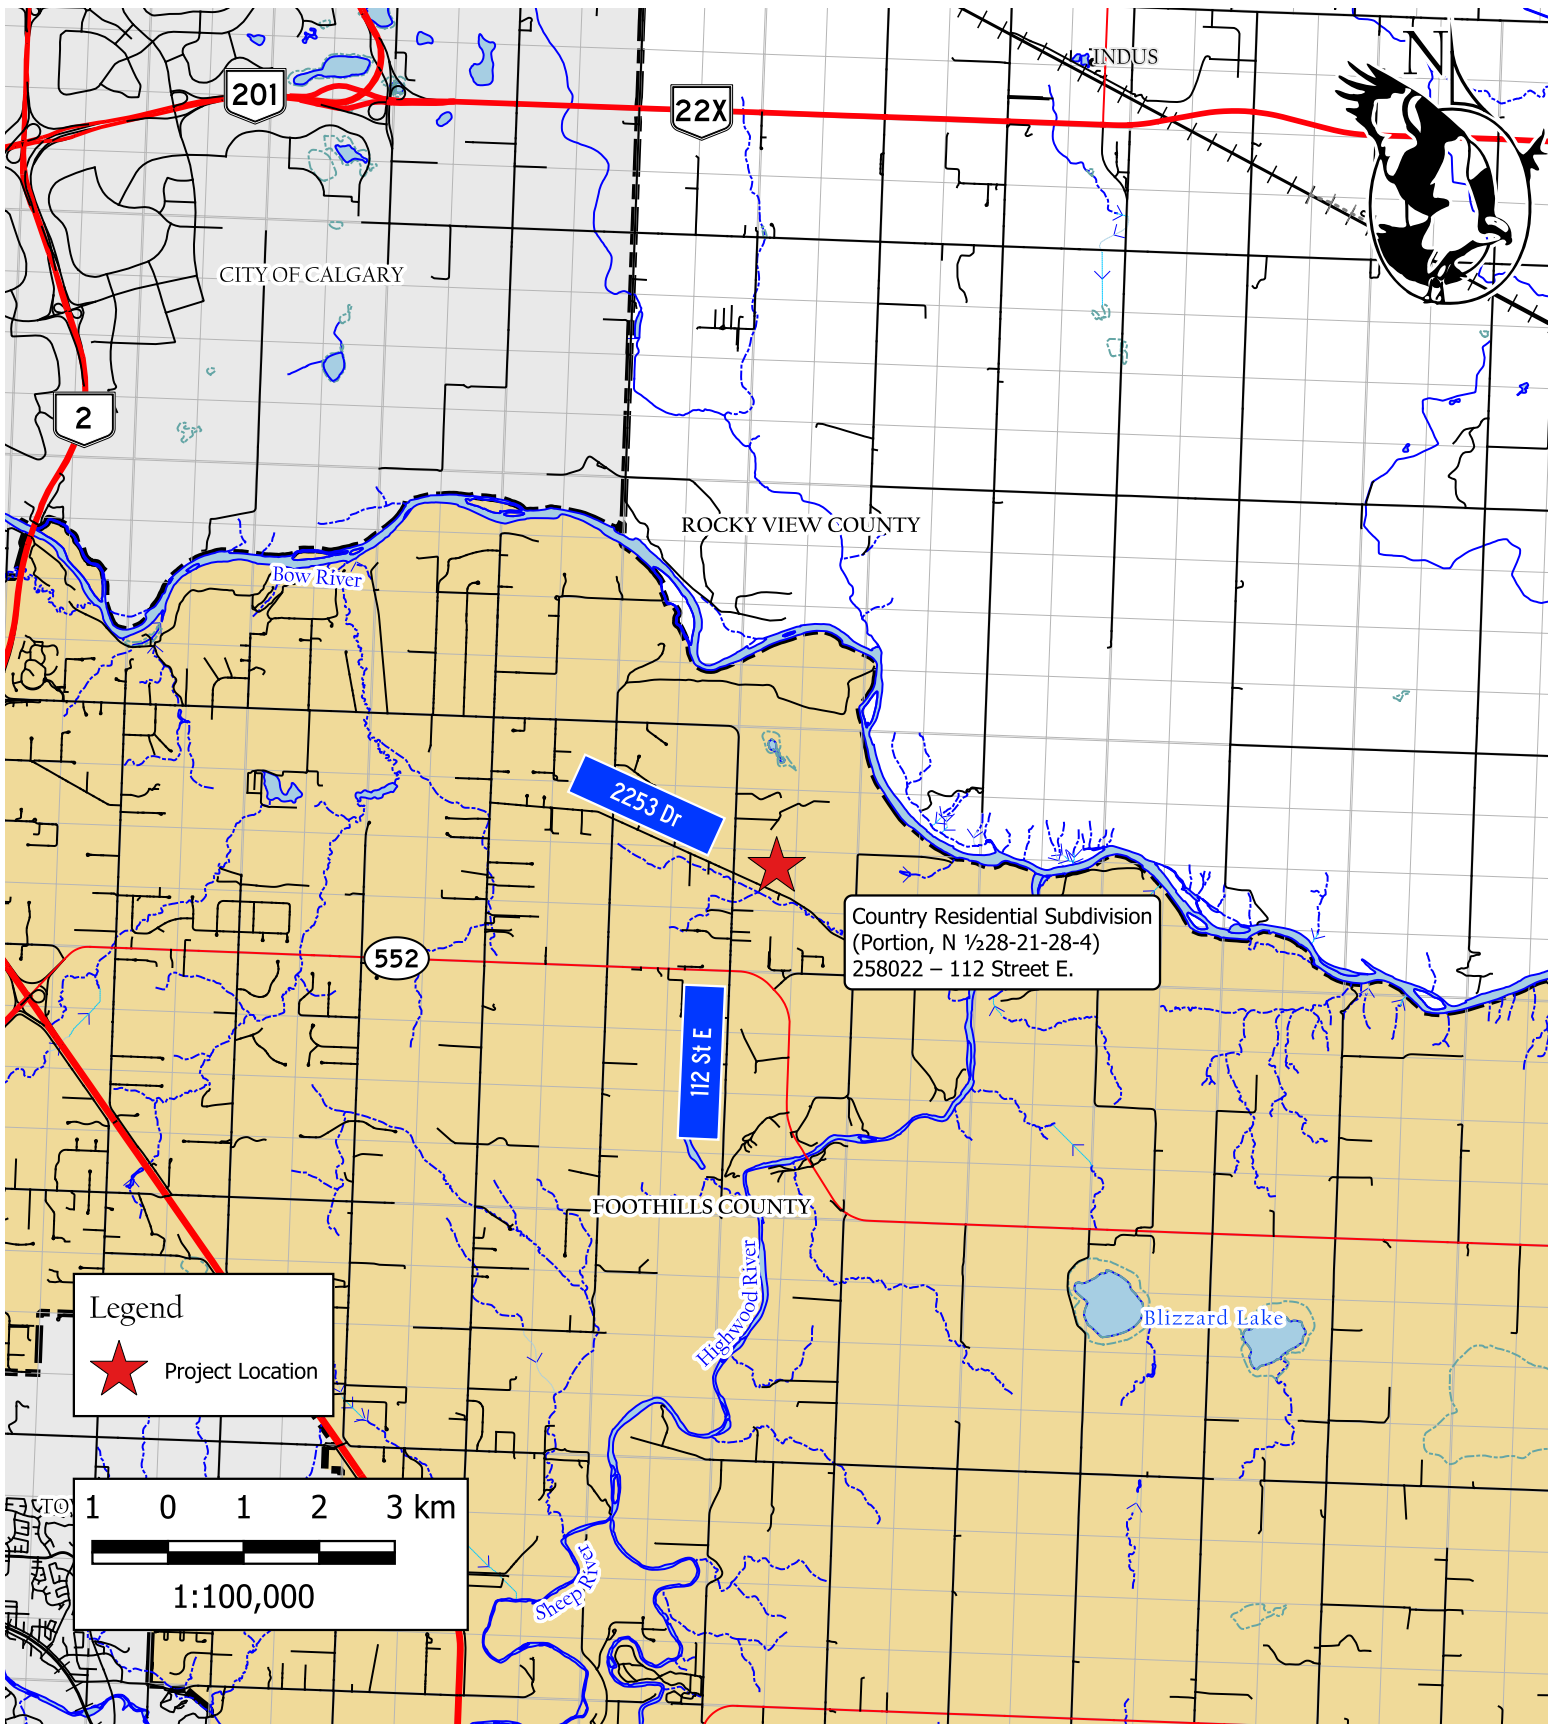 INDUS
N
201
22X
CITY OF CALGARY
2
ROCKY VIEW COUNTY
Bow River
2253 Dr
Country Residential Subdivision
(Portion, N ½28-21-28-4)
258022 – 112 Street E.
552
112 St E
FOOTHILLS COUNTY
Highwood River
Blizzard Lake
Legend
Project Location
1 0 1 2 3 km
1:100,000
Sheep River